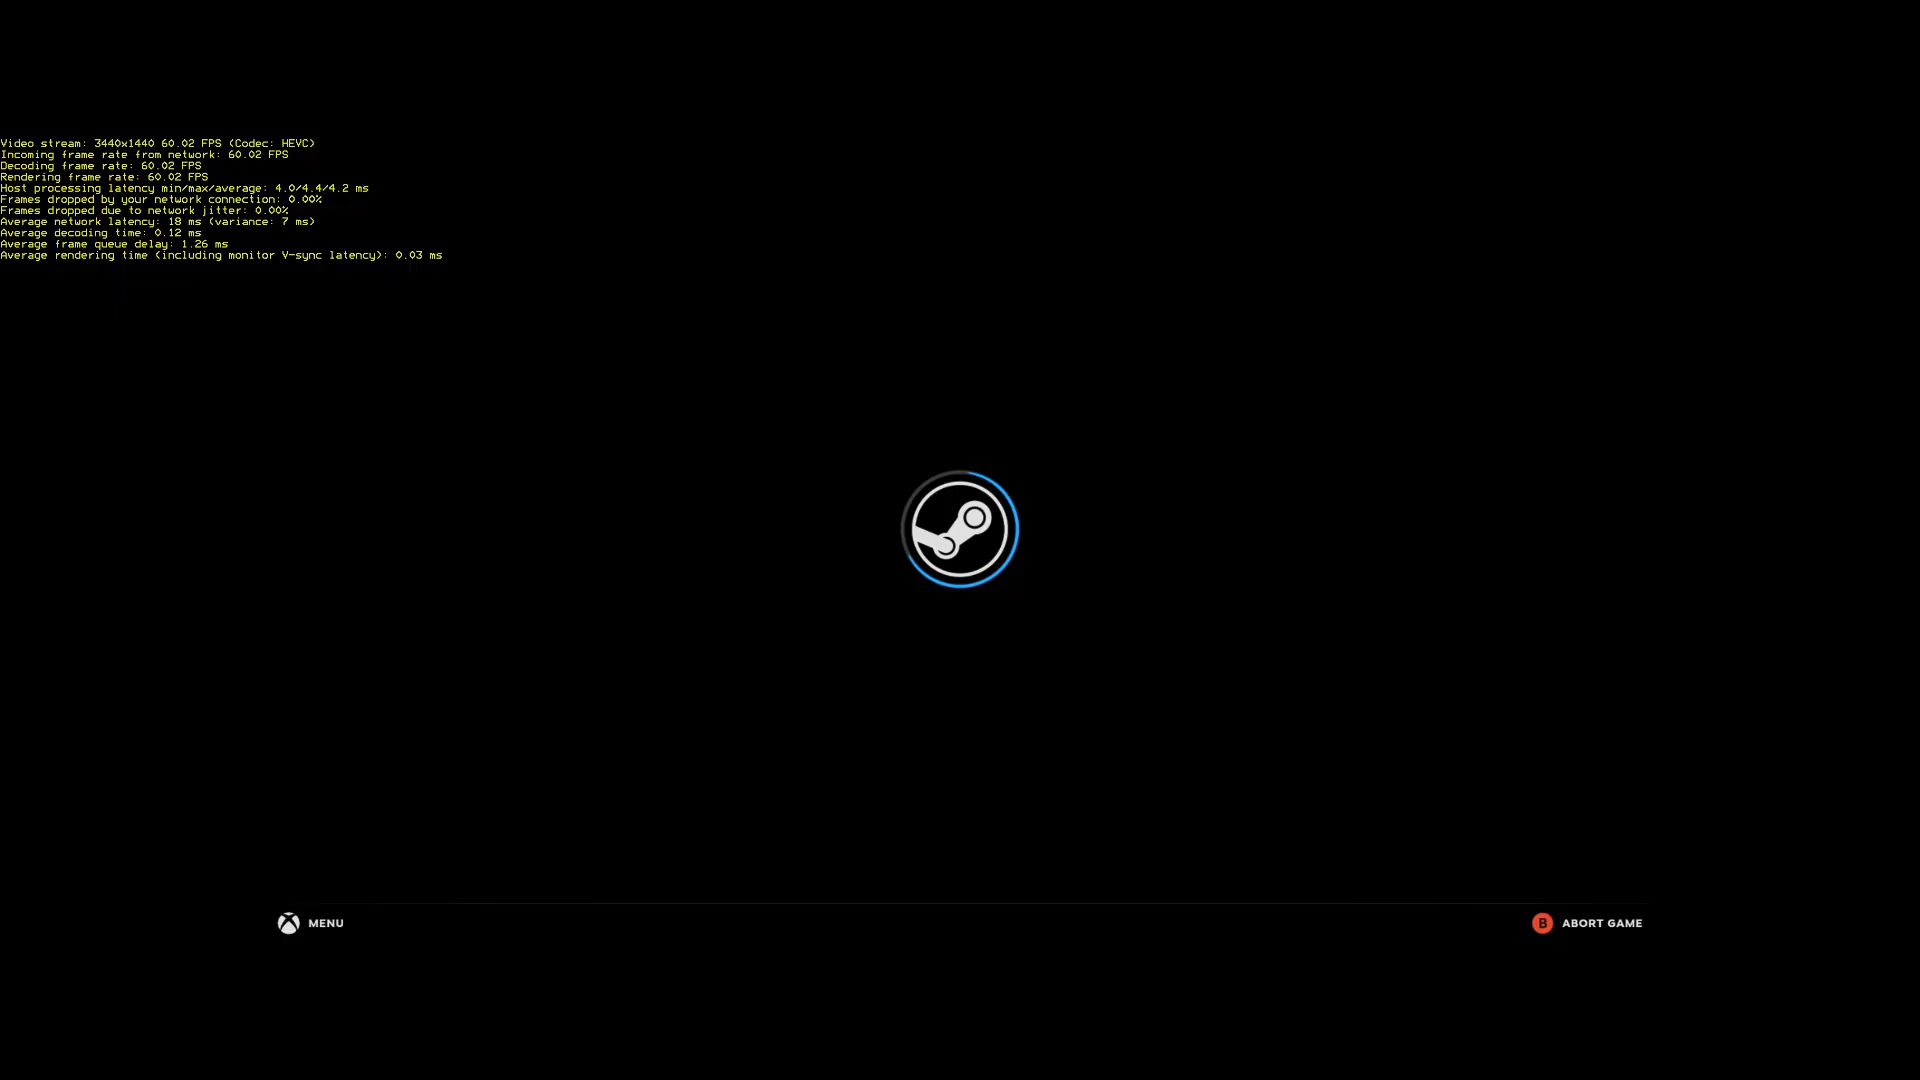 Video stream: 3440x1440 60.02 FPS (Codec: HEVC)
Incoming frame rate from network: 60.02 FPS
Decoding frame rate: 60.02 FPS
Rendering frame rate: 60.02 FPS
Host processing latency min/max/average: 4.0/4.4/4.2 ms
Frames dropped by your network connection: 0.00%
Frames dropped due to network jitter: 0.00%
Average network latency: 18 ms (variance: 7 ms)
Average decoding time: 0.12 ms
Average frame queue delay: 1.26 ms
Average rendering time (including monitor V-sync latency): 0.03 ms
MENU
B ABORT GAME